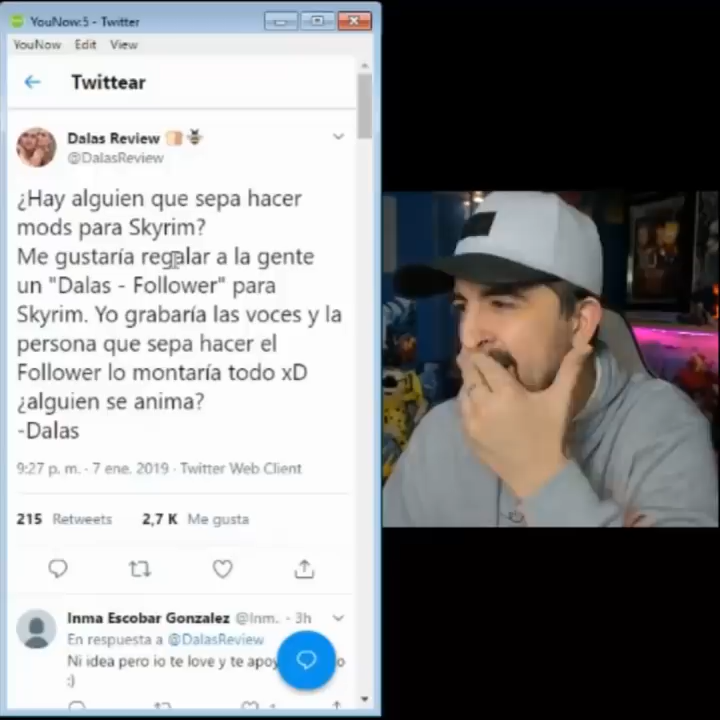 YouNow:5 - Twitter
YouNow Edit View
Twittear
Dalas Review
@DalasReview
¿Hay alguien que sepa hacer
mods para Skyrim?
Me gustaría regalar a la gente
un "Dalas - Follower" para
Skyrim. Yo grabaría las voces y la
persona que sepa hacer el
Follower lo montaría todo xD
¿alguien se anima?
-Dalas
9:27 p. m. · 7 ene. 2019 · Twitter Web Client
215 Retweets 2,7 K Me gusta
Inma Escobar Gonzalez @Inm. · 3h
En respuesta a @DalasReview
Ni idea pero io te love y te
:)